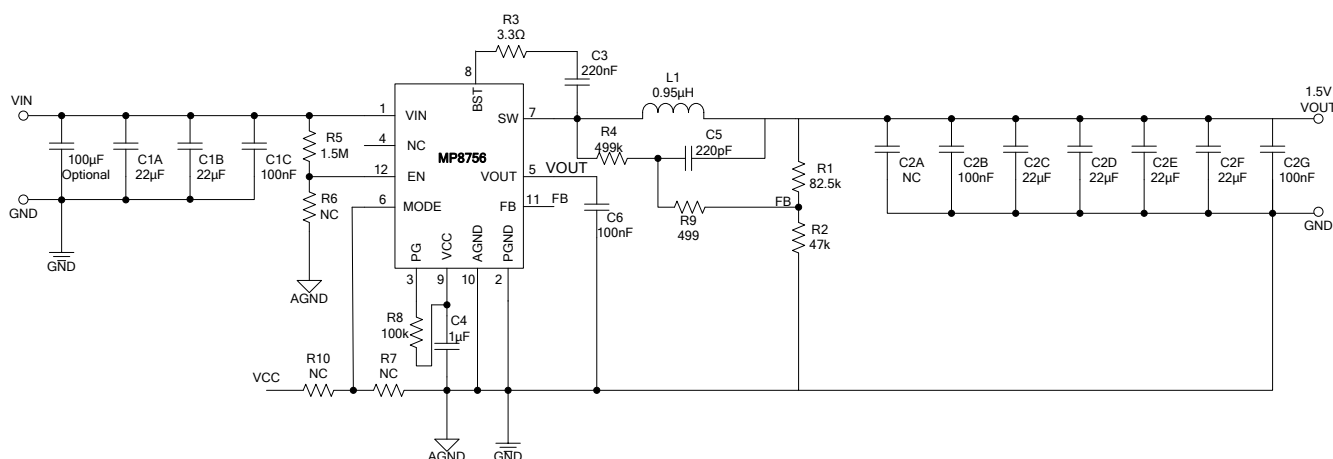 R3
3.3Ω
C3
220nF
8
BST
L1
0.95µH
1.5V
VOUT
VIN
1
VIN
SW
7
R4
499k
C5
220pF
100µF
Optional
C1A
22µF
C1B
22µF
C1C
100nF
R5
1.5M
4
NC
MP8756
12
EN
VOUT
5
VOUT
R1
82.5k
C2A
NC
C2B
100nF
C2C
22µF
C2D
22µF
C2E
22µF
C2F
22µF
C2G
100nF
GND
R6
NC
6
MODE
FB
11
FB
C6
100nF
R9
499
FB
R2
47k
GND
PG
VCC
AGND
PGND
3
9
10
2
GND
AGND
R8
100k
C4
1µF
VCC
R10
NC
R7
NC
AGND
GND